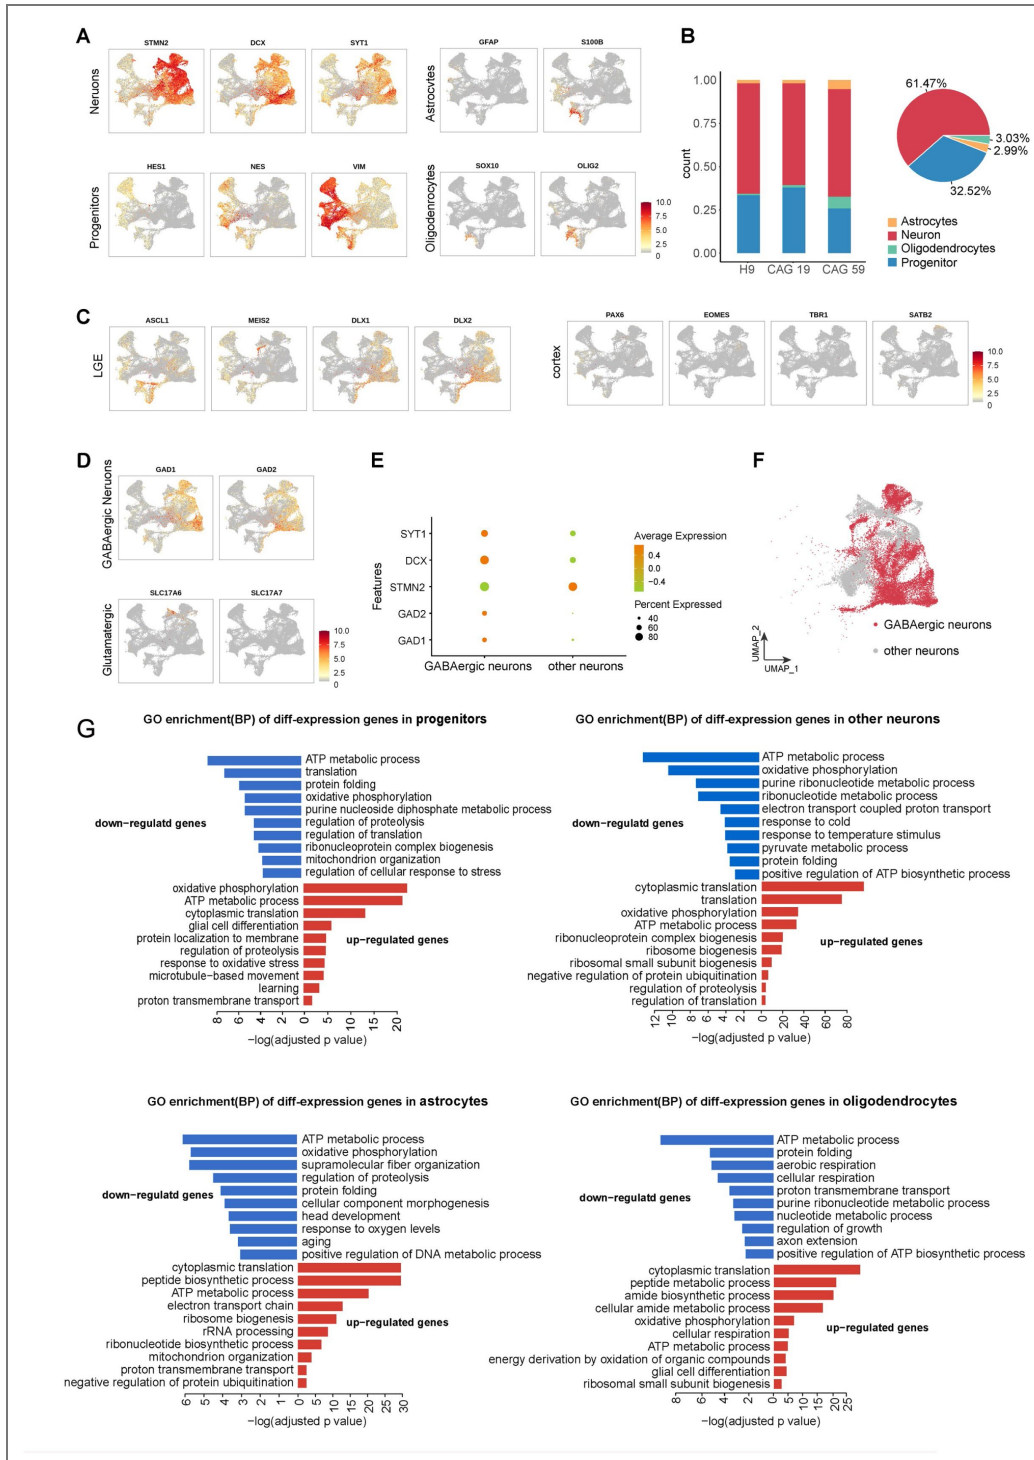 A
STMN2
DCX
SYT1
Neruons
GFAP
S100B
Astrocytes
HES1
NES
VIM
Progenitors
SOX10
OLIG2
Oligodenrocytes
10.0
7.5
5.0
2.5
0
B
1.00
0.75
0.50
0.25
0.00
count
H9
CAG 19
CAG 59
61.47%
3.03%
2.99%
32.52%
Astrocytes
Neuron
Oligodendrocytes
Progenitor
C
ASCL1
MEIS2
DLX1
DLX2
LGE
PAX6
EOMES
TBR1
SATB2
cortex
10.0
7.5
5.0
2.5
0
D
GAD1
GAD2
GABAergic Neruons
SLC17A6
SLC17A7
Glutamatergic
10.0
7.5
5.0
2.5
0
E
SYT1
DCX
STMN2
GAD2
GAD1
Features
GABAergic neurons
other neurons
Average Expression
0.4
0.0
−0.4
Percent Expressed
40
60
80
F
GABAergic neurons
other neurons
UMAP_2
UMAP_1
G
GO enrichment(BP) of diff-expression genes in progenitors
ATP metabolic process
translation
protein folding
oxidative phosphorylation
purine nucleoside diphosphate metabolic process
regulation of proteolysis
regulation of translation
ribonucleoprotein complex biogenesis
mitochondrion organization
regulation of cellular response to stress
down-regulatd genes
oxidative phosphorylation
ATP metabolic process
cytoplasmic translation
glial cell differentiation
protein localization to membrane
regulation of proteolysis
response to oxidative stress
microtubule-based movement
learning
proton transmembrane transport
up-regulated genes
8 6 4 2 0 5 10 15 20
−log(adjusted p value)
GO enrichment(BP) of diff-expression genes in other neurons
ATP metabolic process
oxidative phosphorylation
purine ribonucleotide metabolic process
ribonucleotide metabolic process
electron transport coupled proton transport
response to cold
response to temperature stimulus
pyruvate metabolic process
protein folding
positive regulation of ATP biosynthetic process
down-regulatd genes
cytoplasmic translation
translation
oxidative phosphorylation
ATP metabolic process
ribonucleoprotein complex biogenesis
ribosome biogenesis
ribosomal small subunit biogenesis
negative regulation of protein ubiquitination
regulation of proteolysis
regulation of translation
up-regulated genes
12 10 8 6 4 2 0 20 40 60 80
−log(adjusted p value)
GO enrichment(BP) of diff-expression genes in astrocytes
ATP metabolic process
oxidative phosphorylation
supramolecular fiber organization
regulation of proteolysis
protein folding
cellular component morphogenesis
head development
response to oxygen levels
aging
positive regulation of DNA metabolic process
down-regulatd genes
cytoplasmic translation
peptide biosynthetic process
ATP metabolic process
electron transport chain
ribosome biogenesis
rRNA processing
ribonucleotide biosynthetic process
mitochondrion organization
proton transmembrane transport
negative regulation of protein ubiquitination
up-regulated genes
6 5 4 3 2 1 0 5 10 15 20 25 30
−log(adjusted p value)
GO enrichment(BP) of diff-expression genes in oligodendrocytes
ATP metabolic process
protein folding
aerobic respiration
cellular respiration
proton transmembrane transport
purine ribonucleotide metabolic process
nucleotide metabolic process
regulation of growth
axon extension
positive regulation of ATP biosynthetic process
down-regulatd genes
cytoplasmic translation
peptide metabolic process
amide biosynthetic process
cellular amide metabolic process
oxidative phosphorylation
cellular respiration
ATP metabolic process
energy derivation by oxidation of organic compounds
glial cell differentiation
ribosomal small subunit biogenesis
up-regulated genes
8 6 4 2 0 5 10 15 20 25
−log(adjusted p value)